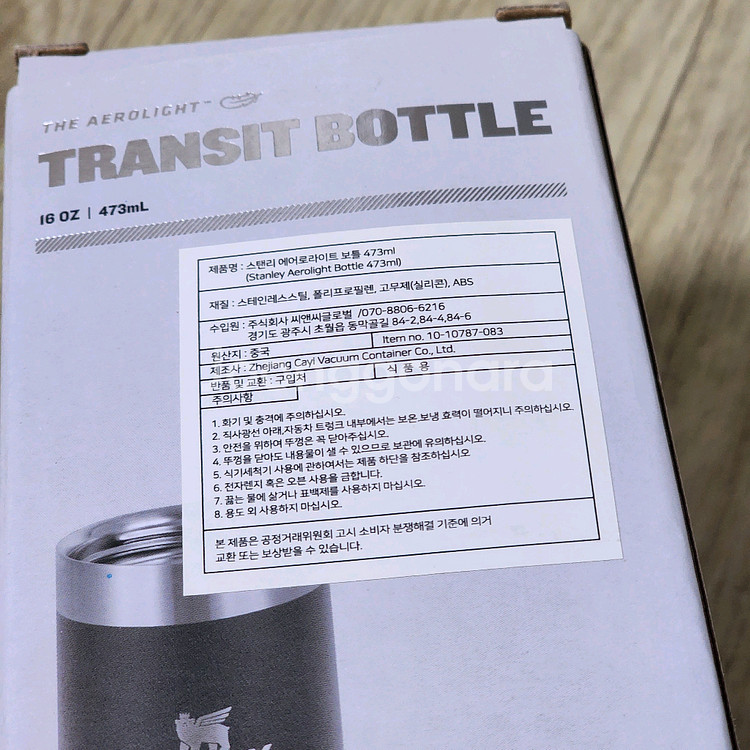 THE AEROLIGHT™
TRANSIT BOTTLE
16 OZ | 473mL
제품명 : 스탠리 에어로라이트 보틀 473ml
(Stanley Aerolight Bottle 473ml)
재질 : 스테인레스스틸, 폴리프로필렌, 고무제(실리콘), ABS
수입원 : 주식회사 씨앤씨글로벌 /070-8806-6216
경기도 광주시 초월읍 동막골길 84-2,84-4,84-6
원산지 : 중국
Item no. 10-10787-083
제조사 : Zhejiang Cayi Vacuum Container Co., Ltd.
반품 및 교환 : 구입처
식 품 용
주의사항
1. 화기 및 충격에 주의하십시오.
2. 직사광선 아래,자동차 트렁크 내부에서는 보온.보냉 효력이 떨어지니 주의하십시오.
3. 안전을 위하여 뚜껑은 꼭 닫아주십시오.
4. 뚜껑을 닫아도 내용물이 샐 수 있으므로 보관에 유의하십시오.
5. 식기세척기 사용에 관하여서는 제품 하단을 참조하십시오
6. 전자렌지 혹은 오븐 사용을 금합니다.
7. 끓는 물에 삶거나 표백제를 사용하지 마십시오.
8. 용도 외 사용하지 마십시오.
본 제품은 공정거래위원회 고시 소비자 분쟁해결 기준에 의거
교환 또는 보상받을 수 있습니다.